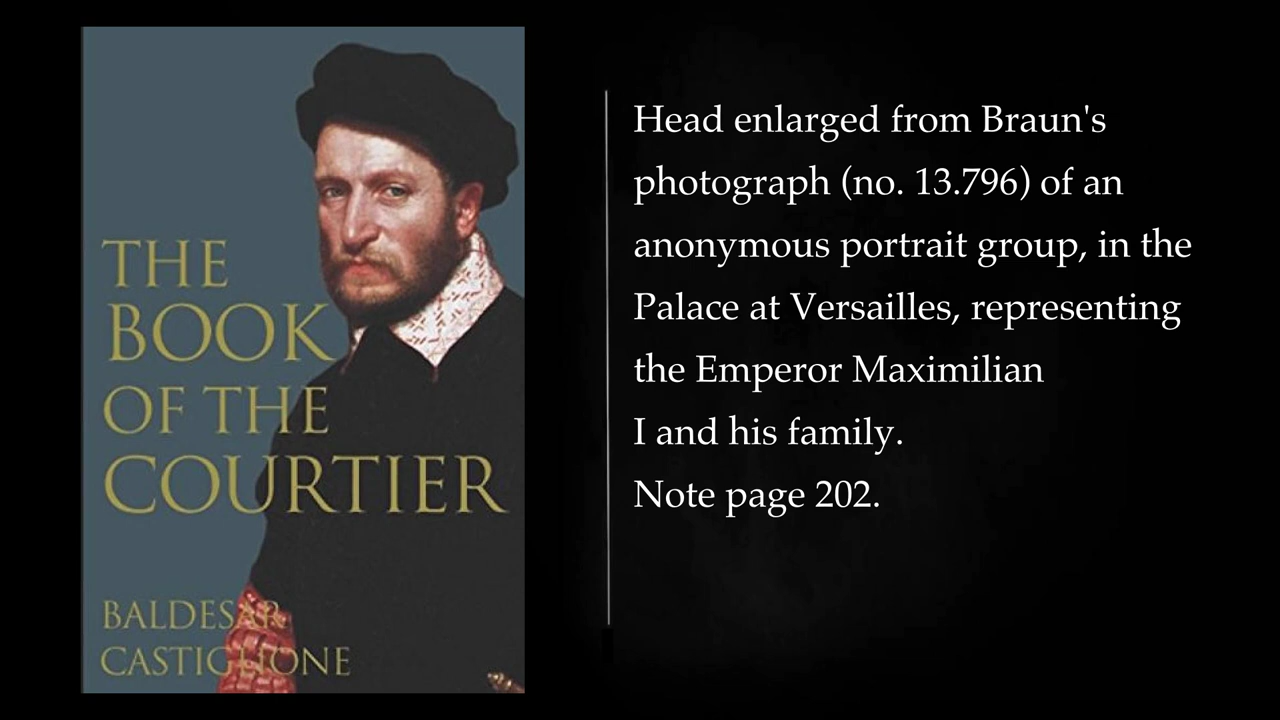 THE
BOOK
OF THE
COURTIER
BALDESAR
CASTIGLIONE
Head enlarged from Braun's
photograph (no. 13.796) of an
anonymous portrait group, in the
Palace at Versailles, representing
the Emperor Maximilian
I and his family.
Note page 202.